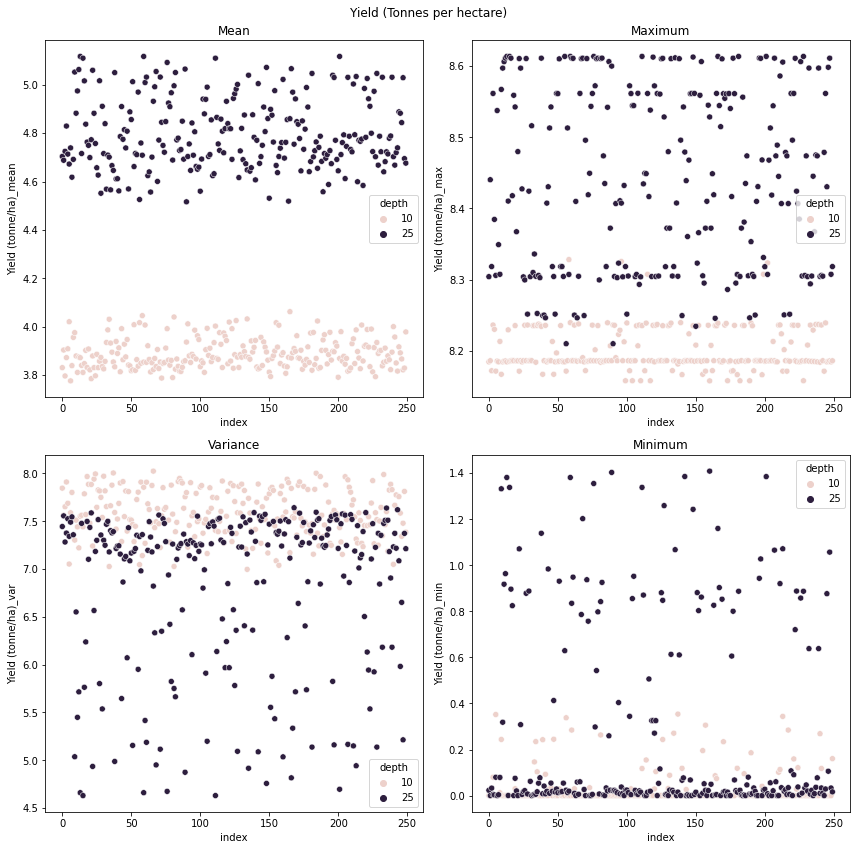 Yield (Tonnes per hectare)
Mean
Yield (tonne/ha)_mean
5.0
4.8
4.6
4.4
4.2
4.0
3.8
0 50 100 150 200 250
index
depth
10
25
Maximum
Yield (tonne/ha)_max
8.6
8.5
8.4
8.3
8.2
0 50 100 150 200 250
index
depth
10
25
Variance
Yield (tonne/ha)_var
8.0
7.5
7.0
6.5
6.0
5.5
5.0
4.5
0 50 100 150 200 250
index
depth
10
25
Minimum
Yield (tonne/ha)_min
1.4
1.2
1.0
0.8
0.6
0.4
0.2
0.0
0 50 100 150 200 250
index
depth
10
25